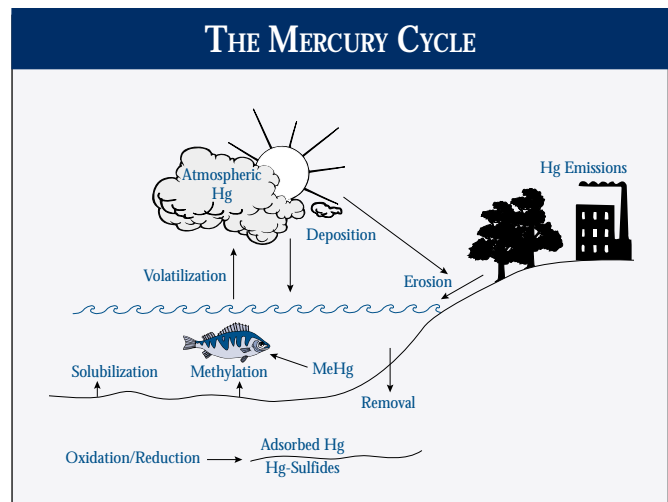 THE MERCURY CYCLE
Hg Emissions
Atmospheric
Hg
Deposition
Volatilization
Erosion
Solubilization
Methylation
MeHg
Removal
Oxidation/Reduction
Adsorbed Hg
Hg-Sulfides